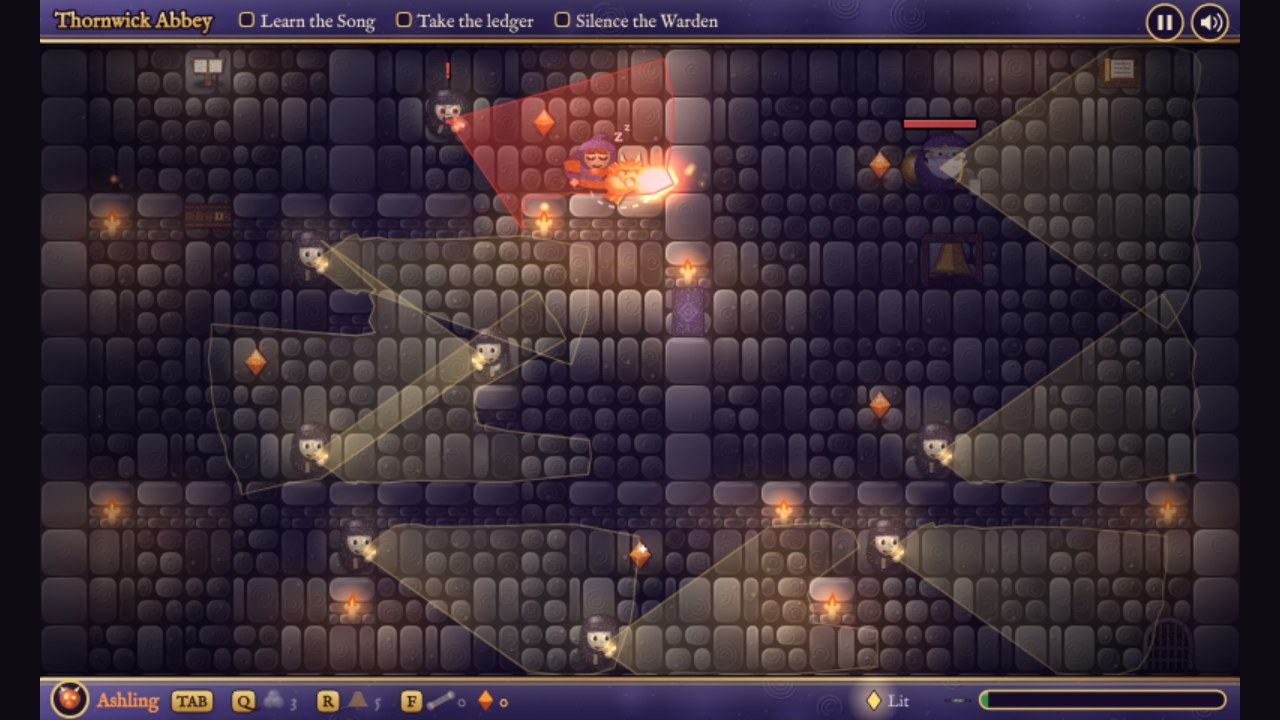 Thornwick Abbey Learn the Song Take the ledger Silence the Warden
!
z z
Ashling TAB Q 3 R 5 F 0 0 Lit